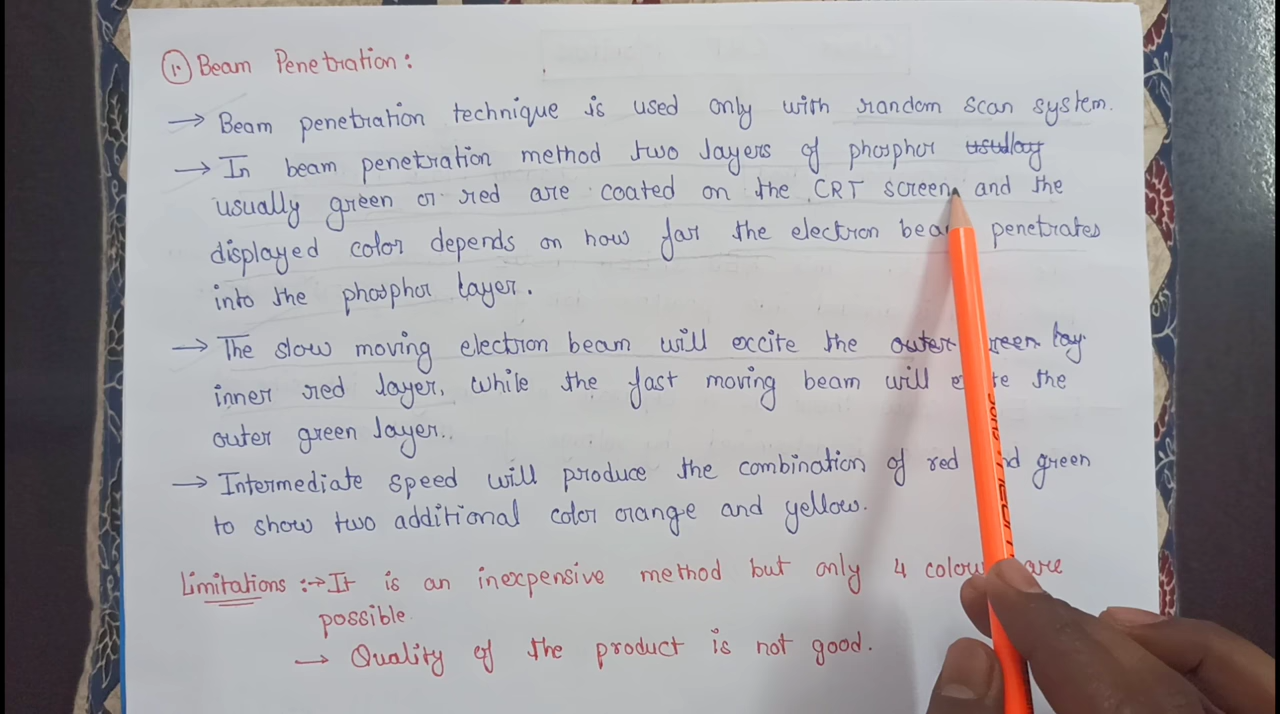 1. Beam Penetration:
→ Beam penetration technique is used only with random scan system.
→ In beam penetration method two layers of phosphor
usually green or red are coated on the CRT screen and the
displayed color depends on how far the electron penetrates
into the phosphor layer.
→ The slow moving electron beam will excite the outer lay
inner red layer, while the fast moving beam will the
outer green layer.
→ Intermediate speed will produce the combination of red green
to show two additional color orange and yellow.
Limitations :→ It is an inexpensive method but only 4 are
possible.
→ Quality of the product is not good.